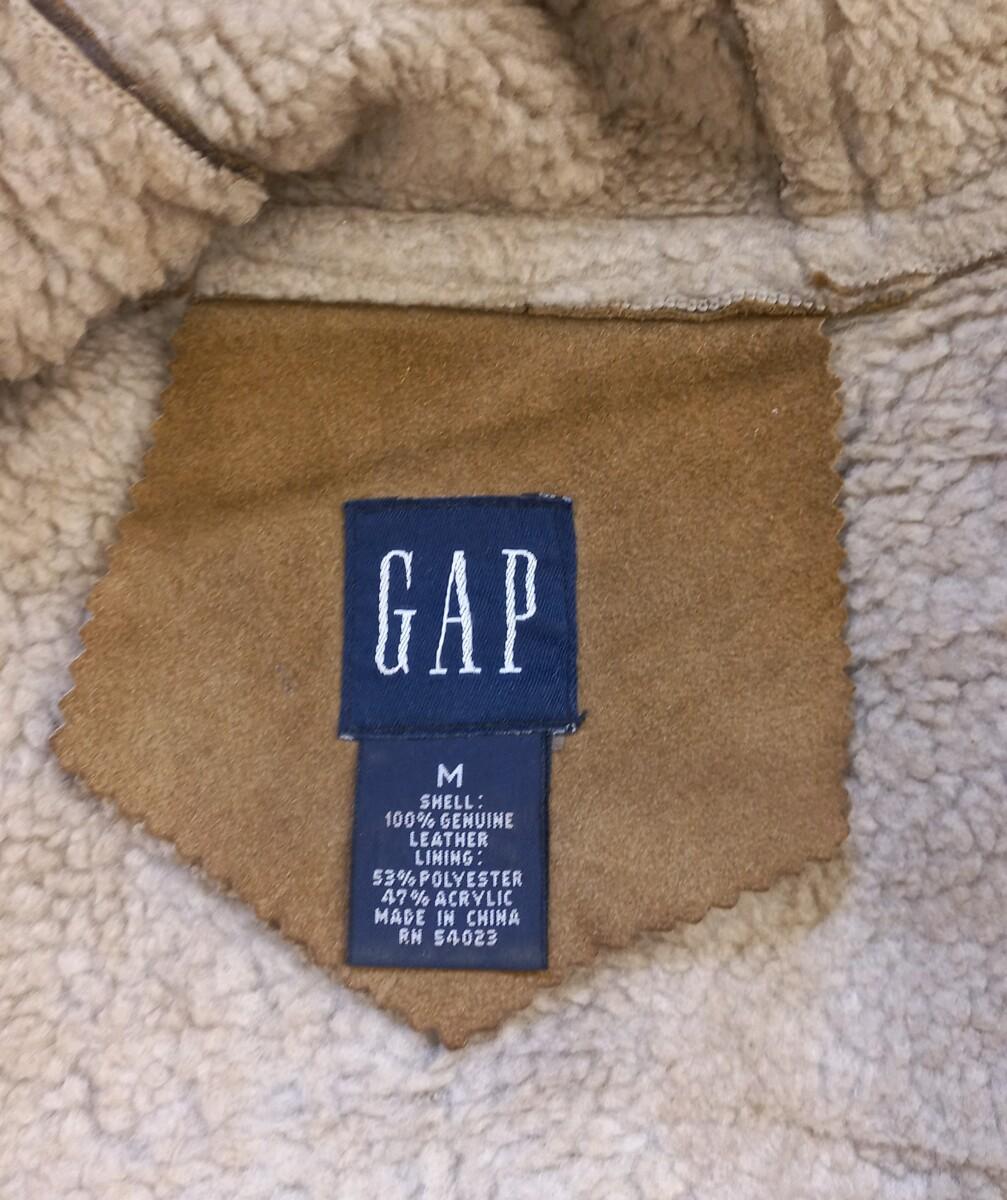 GAP
M
SHELL:
100% GENUINE
LEATHER
LINING:
53% POLYESTER
47% ACRYLIC
MADE IN CHINA
RN 54023